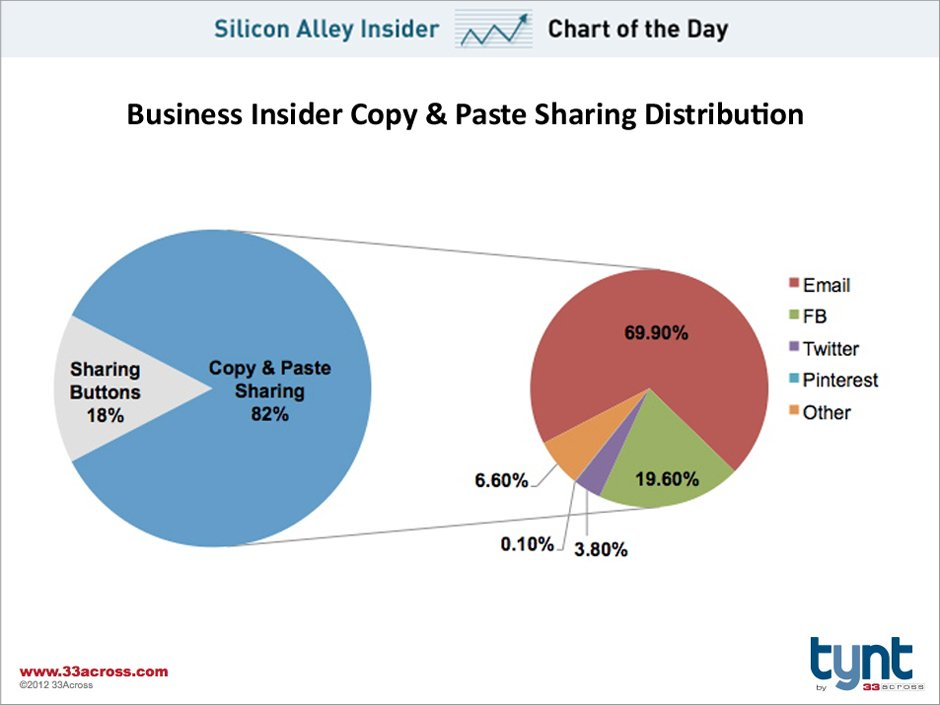 Silicon Alley Insider Chart of the Day
Business Insider Copy & Paste Sharing Distribution
Sharing
Buttons
18%
Copy & Paste
Sharing
82%
69.90%
19.60%
6.60%
0.10%
3.80%
Email
FB
Twitter
Pinterest
Other
www.33across.com
©2012 33Across
tynt
by 33across